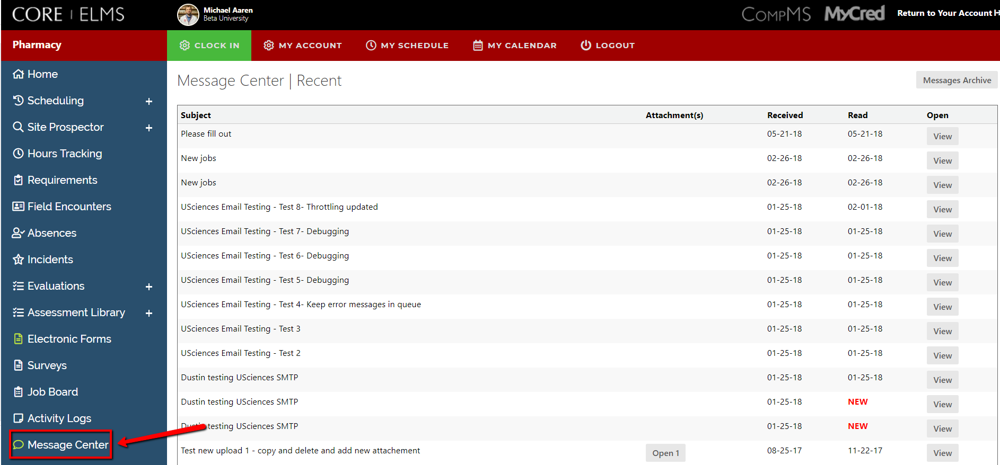 CORE | ELMS
Michael Aaren
Beta University
CompMS
MyCred
Return to Your Account
Pharmacy
CLOCK IN
MY ACCOUNT
MY SCHEDULE
MY CALENDAR
LOGOUT
Home
Scheduling +
Site Prospector +
Hours Tracking
Requirements
Field Encounters
Absences
Incidents
Evaluations +
Assessment Library +
Electronic Forms
Surveys
Job Board
Activity Logs
Message Center
Message Center | Recent
Messages Archive
Subject Attachment(s) Received Read Open
Please fill out 05-21-18 05-21-18 View
New jobs 02-26-18 02-26-18 View
New jobs 02-26-18 02-26-18 View
USciences Email Testing - Test 8- Throttling updated 01-25-18 02-01-18 View
USciences Email Testing - Test 7- Debugging 01-25-18 01-25-18 View
USciences Email Testing - Test 6- Debugging 01-25-18 01-25-18 View
USciences Email Testing - Test 5- Debugging 01-25-18 01-25-18 View
USciences Email Testing - Test 4- Keep error messages in queue 01-25-18 01-25-18 View
USciences Email Testing - Test 3 01-25-18 01-25-18 View
USciences Email Testing - Test 2 01-25-18 01-25-18 View
Dustin testing USciences SMTP 01-25-18 01-25-18 View
Dustin testing USciences SMTP 01-25-18 NEW View
Dustin testing USciences SMTP 01-25-18 NEW View
Test new upload 1 - copy and delete and add new attachement Open 1 08-25-17 11-22-17 View